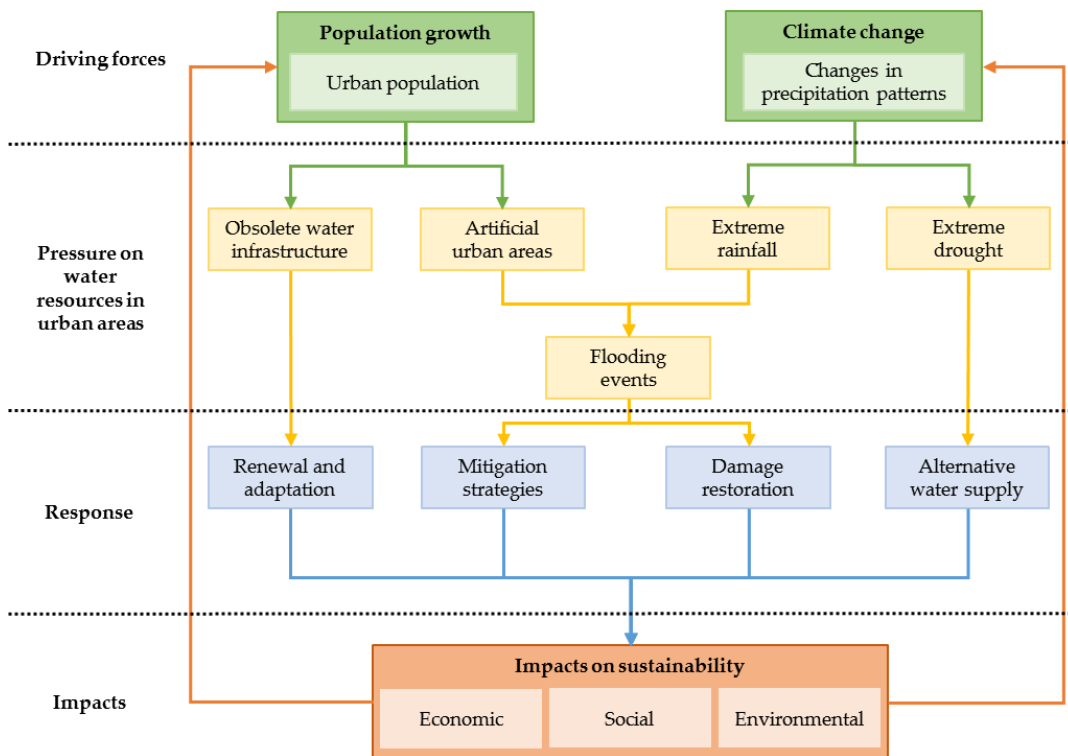 Driving forces
Population growth
Urban population
Climate change
Changes in
precipitation patterns
Pressure on
water
resources in
urban areas
Obsolete water
infrastructure
Artificial
urban areas
Extreme
rainfall
Extreme
drought
Flooding
events
Response
Renewal and
adaptation
Mitigation
strategies
Damage
restoration
Alternative
water supply
Impacts
Impacts on sustainability
Economic
Social
Environmental